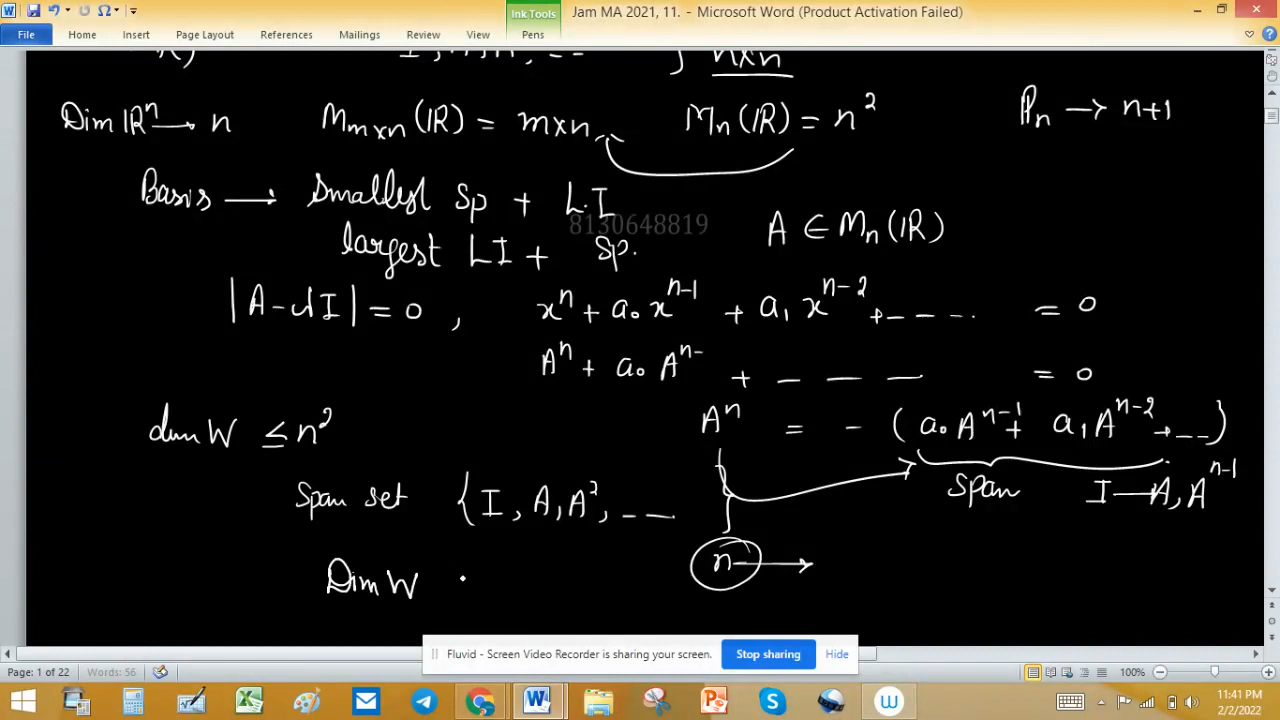 Jam MA 2021, 11. - Microsoft Word (Product Activation Failed)
Ink Tools
File Home Insert Page Layout References Mailings Review View Pens
n×n
Dim IRⁿ → n M m×n (IR) = m×n Mn(IR) = n² Pn → n+1
Basis → Smallest Sp + L.I
8130648819
largest LI + Sp. A ∈ Mn(IR)
|A-λI| = 0 , xⁿ + a₀xⁿ⁻¹ + a₁xⁿ⁻² + - - - - = 0
Aⁿ + a₀Aⁿ⁻ + - - - = 0
dim W ≤ n² Aⁿ = - ( a₀Aⁿ⁻¹ + a₁Aⁿ⁻² + - - )
Span set { I, A, A², - - Span I → A, Aⁿ⁻¹
Dim W n →
Fluvid - Screen Video Recorder is sharing your screen. Stop sharing Hide
Page: 1 of 22 Words: 56 100%
11:41 PM
2/2/2022